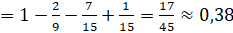 = 1 − 2/9 − 7/15 + 1/15 = 17/45 ≈ 0,38